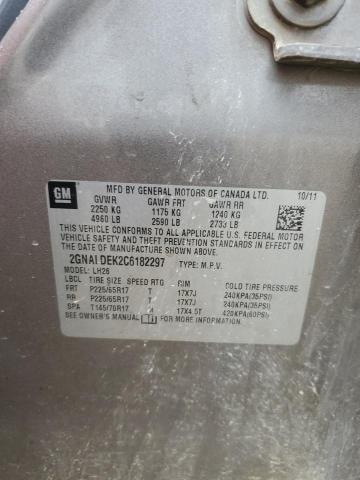 GM
MFD BY GENERAL MOTORS OF CANADA LTD. 10/11
GVWR GAWR FRT GAWR RR
2250 KG 1175 KG 1240 KG
4960 LB 2590 LB 2733 LB
THIS VEHICLE CONFORMS TO ALL APPLICABLE U.S. FEDERAL MOTOR
VEHICLE SAFETY AND THEFT PREVENTION STANDARDS IN
EFFECT ON THE DATE OF MANUFACTURE SHOWN ABOVE.
2GNALDEK2C6182297 TYPE: M.P.V.
MODEL: LH26
LBCL TIRE SIZE SPEED RTG RIM COLD TIRE PRESSURE
FRT P225/65R17 T 17X7J 240KPA(35PSI)
RR P225/65R17 T 17X7J 240KPA(35PSI)
SPA T145/70R17 17X4.5T 420KPA(60PSI)
SEE OWNER'S MANUAL FOR ADDITIONAL INFORMATION.